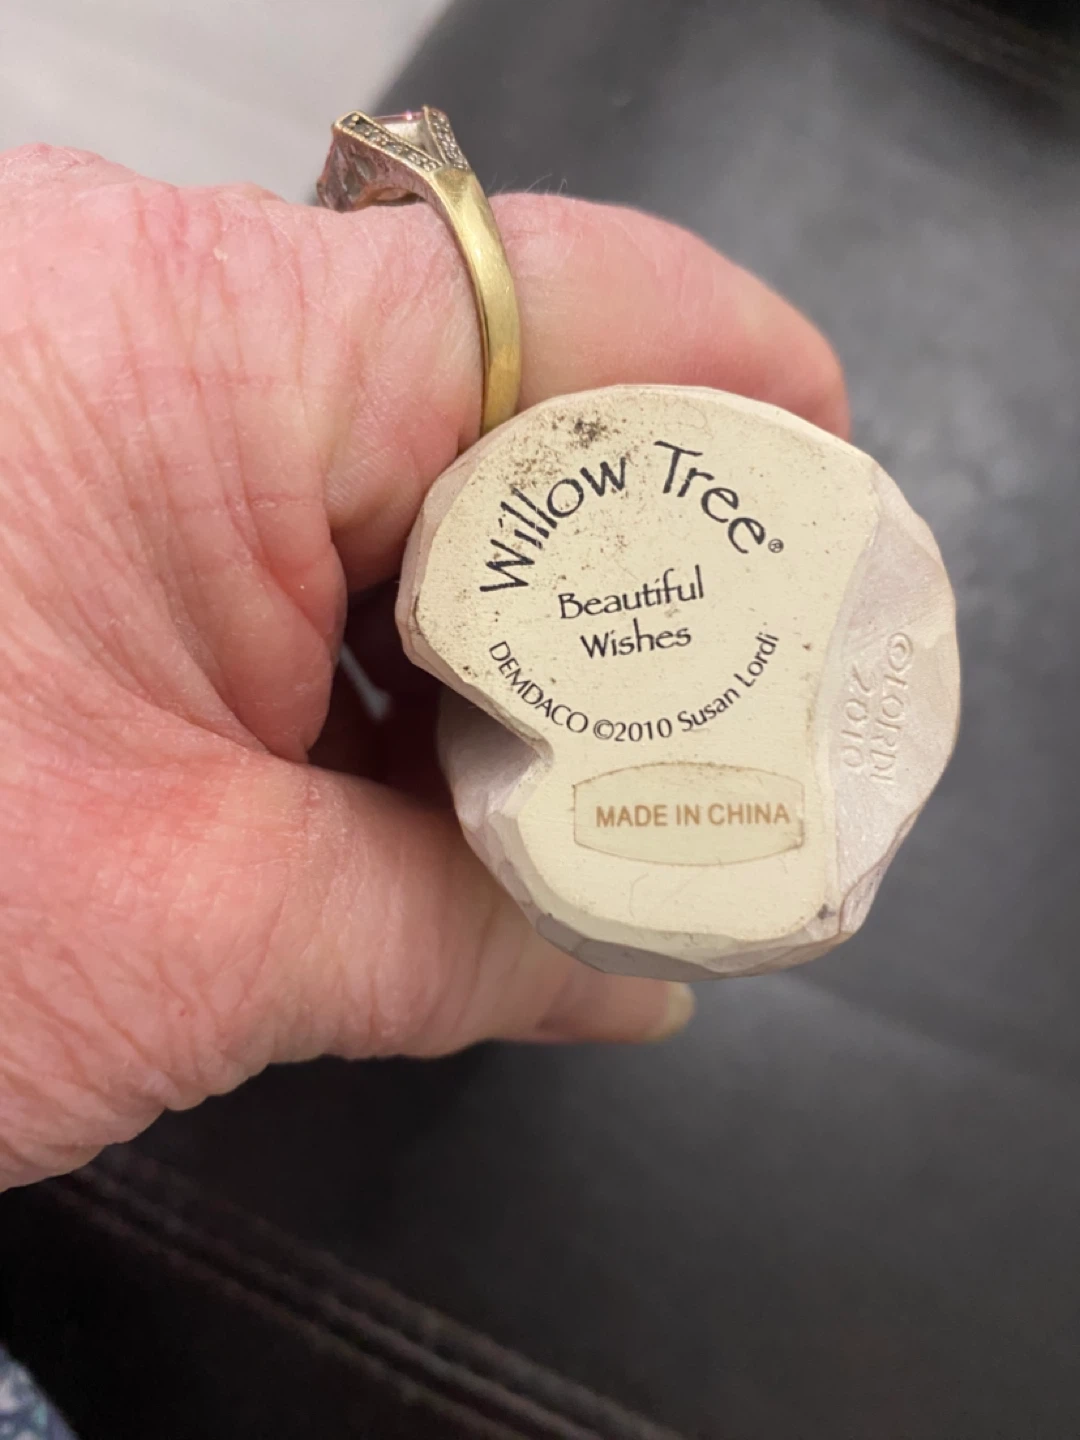 Willow Tree®
Beautiful
Wishes
DEMDACO ©2010 Susan Lordi
MADE IN CHINA
© LORDI
2010